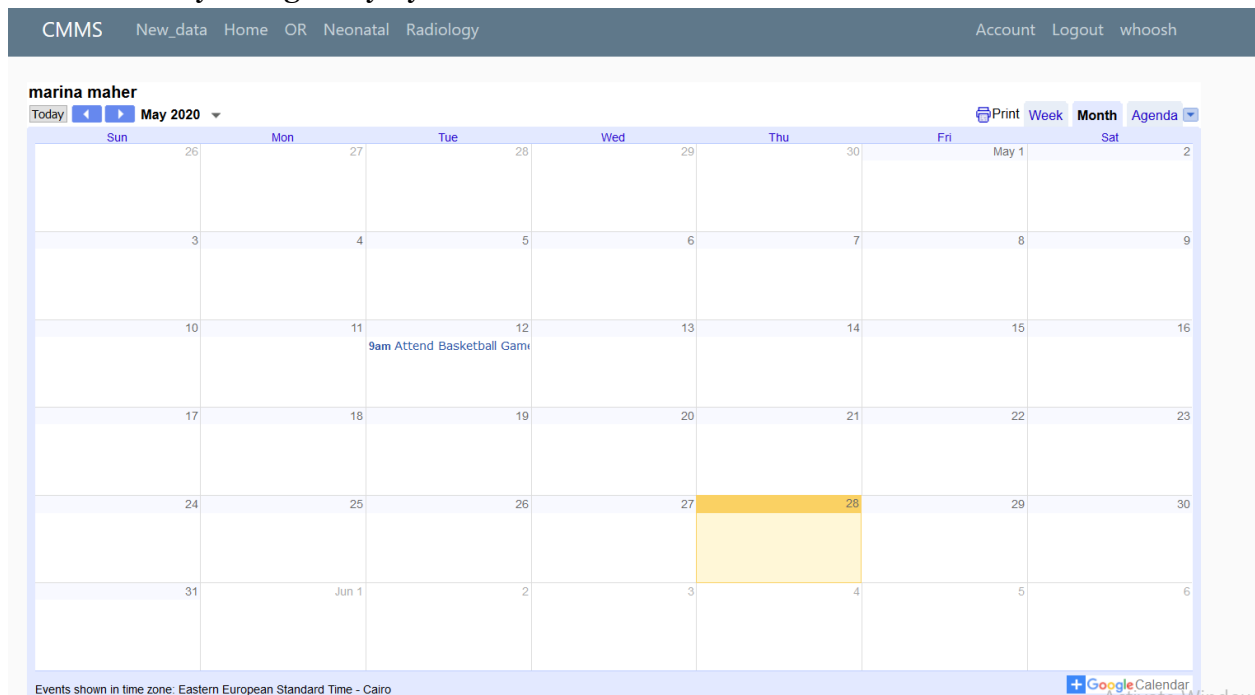 CMMS New_data Home OR Neonatal Radiology Account Logout whoosh
marina maher
Today May 2020 Print Week Month Agenda
Sun Mon Tue Wed Thu Fri Sat
26 27 28 29 30 May 1 2
3 4 5 6 7 8 9
10 11 12 13 14 15 16
9am Attend Basketball Game
17 18 19 20 21 22 23
24 25 26 27 28 29 30
31 Jun 1 2 3 4 5 6
Events shown in time zone: Eastern European Standard Time - Cairo
Google Calendar